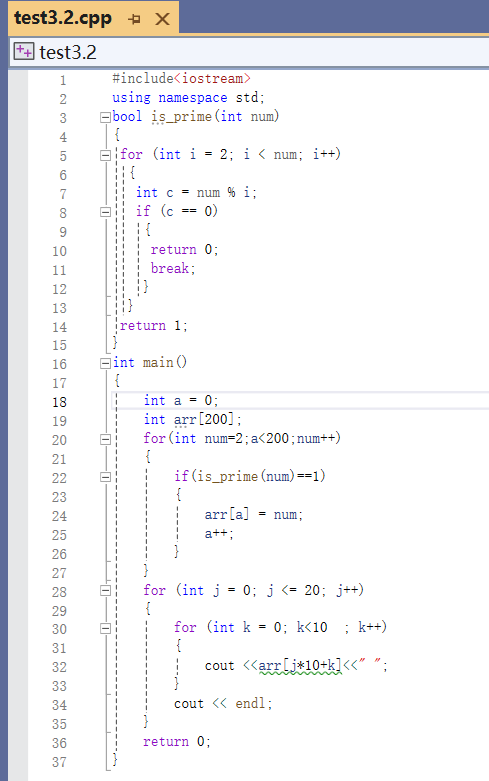 test3.2.cpp
test3.2
1 #include<iostream>
2 using namespace std;
3 bool is_prime(int num)
4 {
5 for (int i = 2; i < num; i++)
6 {
7 int c = num % i;
8 if (c == 0)
9 {
10 return 0;
11 break;
12 }
13 }
14 return 1;
15 }
16 int main()
17 {
18 int a = 0;
19 int arr[200];
20 for(int num=2;a<200;num++)
21 {
22 if(is_prime(num)==1)
23 {
24 arr[a] = num;
25 a++;
26 }
27 }
28 for (int j = 0; j <= 20; j++)
29 {
30 for (int k = 0; k<10 ; k++)
31 {
32 cout <<arr[j*10+k]<<" ";
33 }
34 cout << endl;
35 }
36 return 0;
37 }